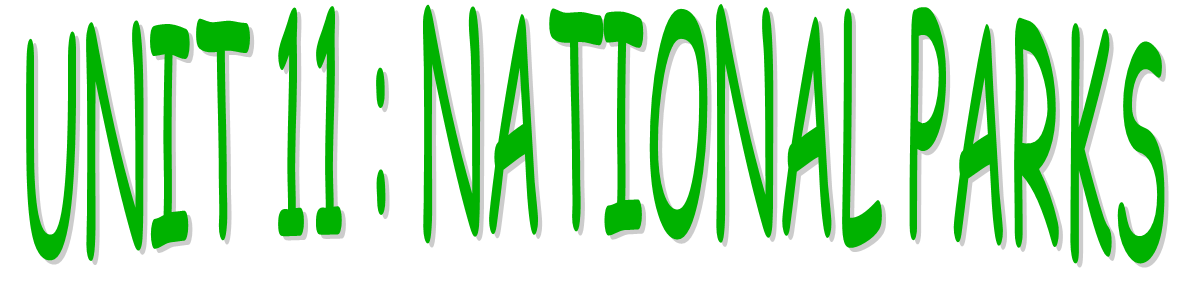 UNIT 11 : NATIONAL PARKS